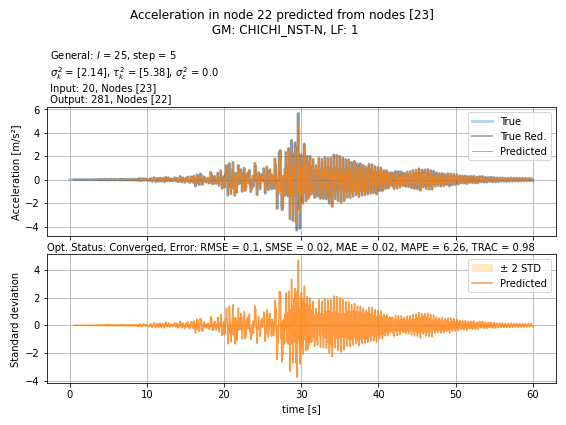 Acceleration in node 22 predicted from nodes [23]
GM: CHICHI_NST-N, LF: 1
General: l = 25, step = 5
σ²ₖ = [2.14], τ²ₖ = [5.38], σ²ε = 0.0
Input: 20, Nodes [23]
Output: 281, Nodes [22]
6
4
2
0
−2
−4
Acceleration [m/s²]
True
True Red.
Predicted
Opt. Status: Converged, Error: RMSE = 0.1, SMSE = 0.02, MAE = 0.02, MAPE = 6.26, TRAC = 0.98
4
2
0
−2
−4
Standard deviation
± 2 STD
Predicted
0 10 20 30 40 50 60
time [s]